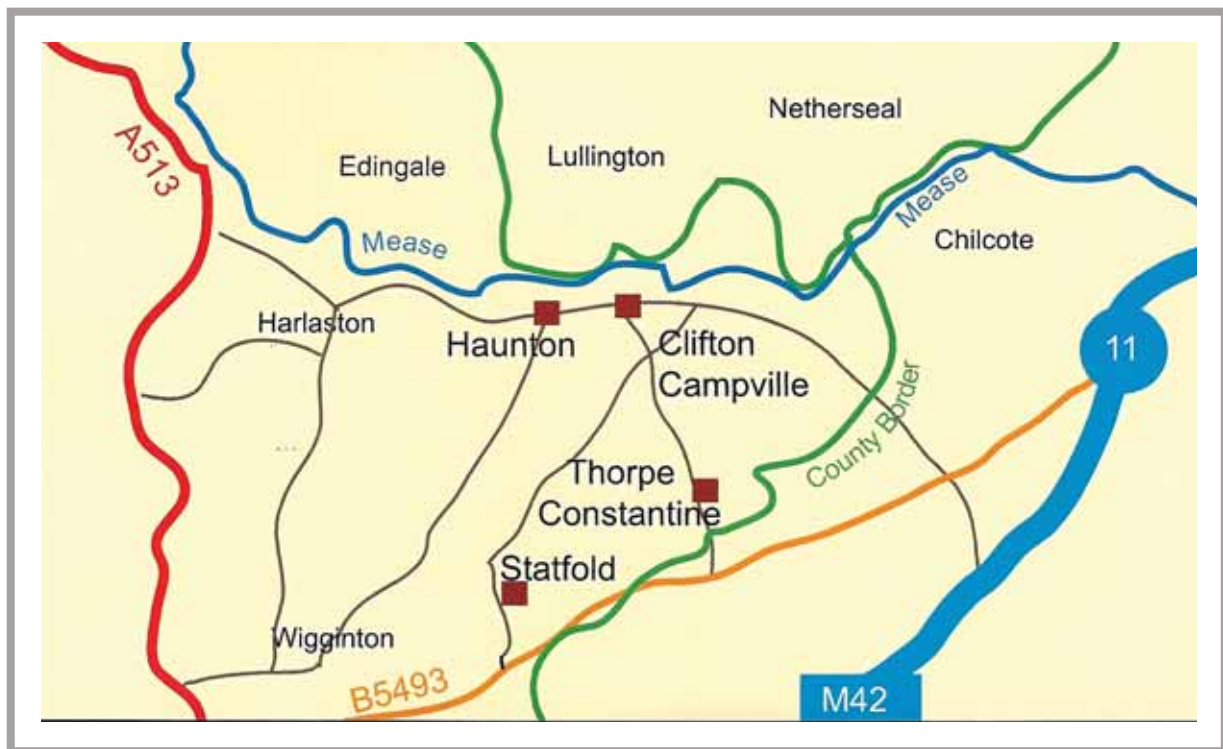 Netherseal
A513
Edingale
Lullington
Mease
Mease
Chilcote
Harlaston
Haunton
Clifton
Campville
11
County Border
Thorpe
Constantine
Statfold
Wigginton
B5493
M42